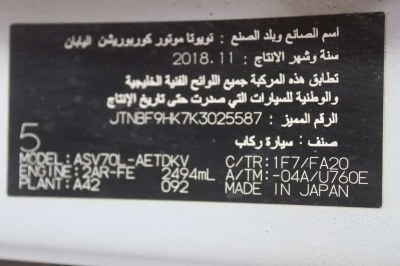 اسم الصانع وبلد الصنع : تويوتا موتور كوربوريشن اليابان
سنة وشهر الانتاج : 2018.11
تطابق هذه المركبة جميع اللوائح الفنية الخليجية
والوطنية للسيارات التي صدرت حتى تاريخ الإنتاج
الرقم المميز : JTNBF9HK7K3025587
صنف : سيارة ركاب
5
MODEL: ASV70L-AETDKV C/TR: 1F7/FA20
ENGINE: 2AR-FE 2494mL A/TM: -04A/U760E
PLANT: A42 092 MADE IN JAPAN